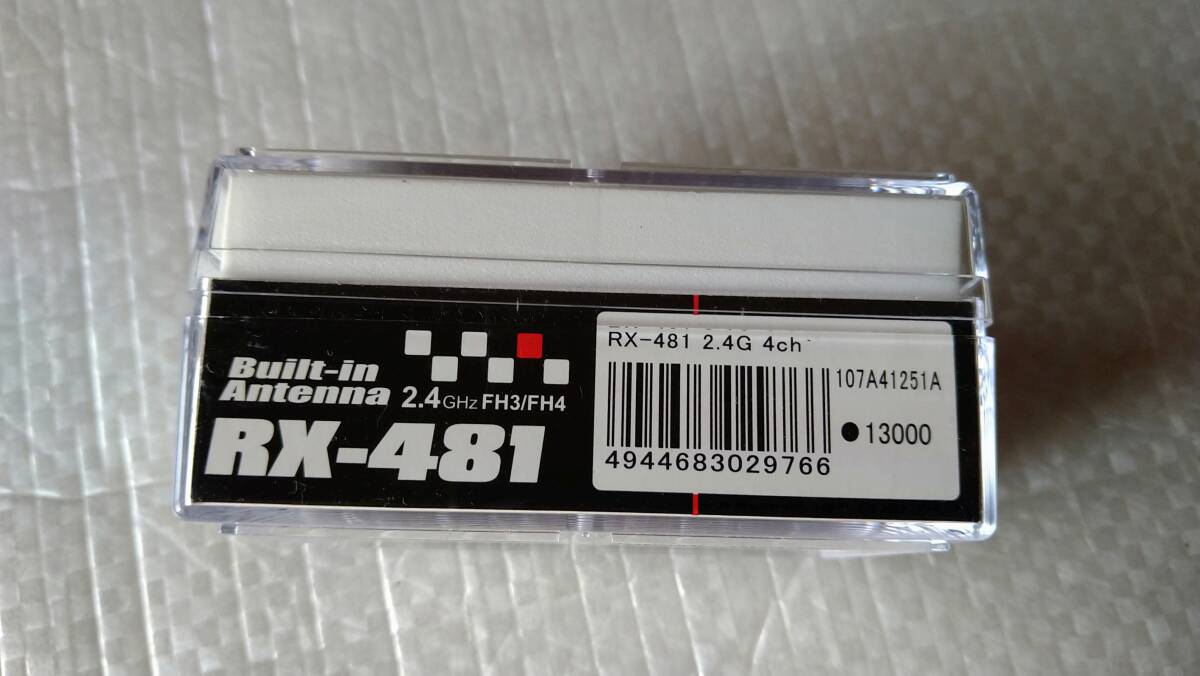 Built-in
Antenna
2.4GHz FH3/FH4
RX-481
RX-481 2.4G 4ch
107A41251A
●13000
4944683029766